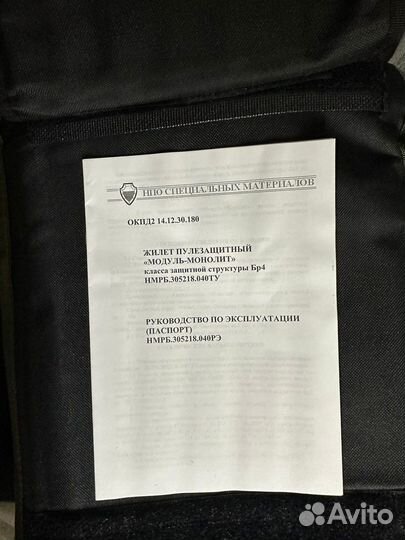 НПО СПЕЦИАЛЬНЫХ МАТЕРИАЛОВ
ОКПД2 14.12.30.180
ЖИЛЕТ ПУЛЕЗАЩИТНЫЙ
«МОДУЛЬ-МОНОЛИТ»
класса защитной структуры Бр4
НМРБ.305218.040ТУ
РУКОВОДСТВО ПО ЭКСПЛУАТАЦИИ
(ПАСПОРТ)
НМРБ.305218.040РЭ
Avito